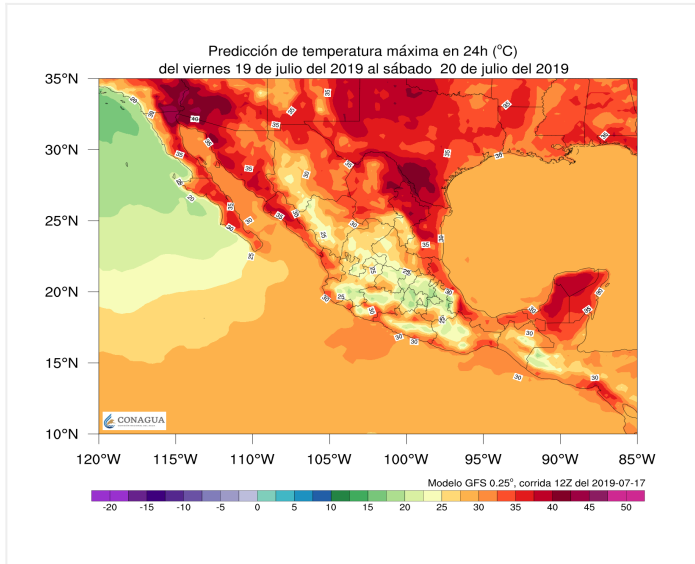 Predicción de temperatura máxima en 24h (°C)
del viernes 19 de julio del 2019 al sábado 20 de julio del 2019
35°N
30°N
25°N
20°N
15°N
10°N
CONAGUA
120°W 115°W 110°W 105°W 100°W 95°W 90°W 85°W
Modelo GFS 0.25°, corrida 12Z del 2019-07-17
-20 -15 -10 -5 0 5 10 15 20 25 30 35 40 45 50